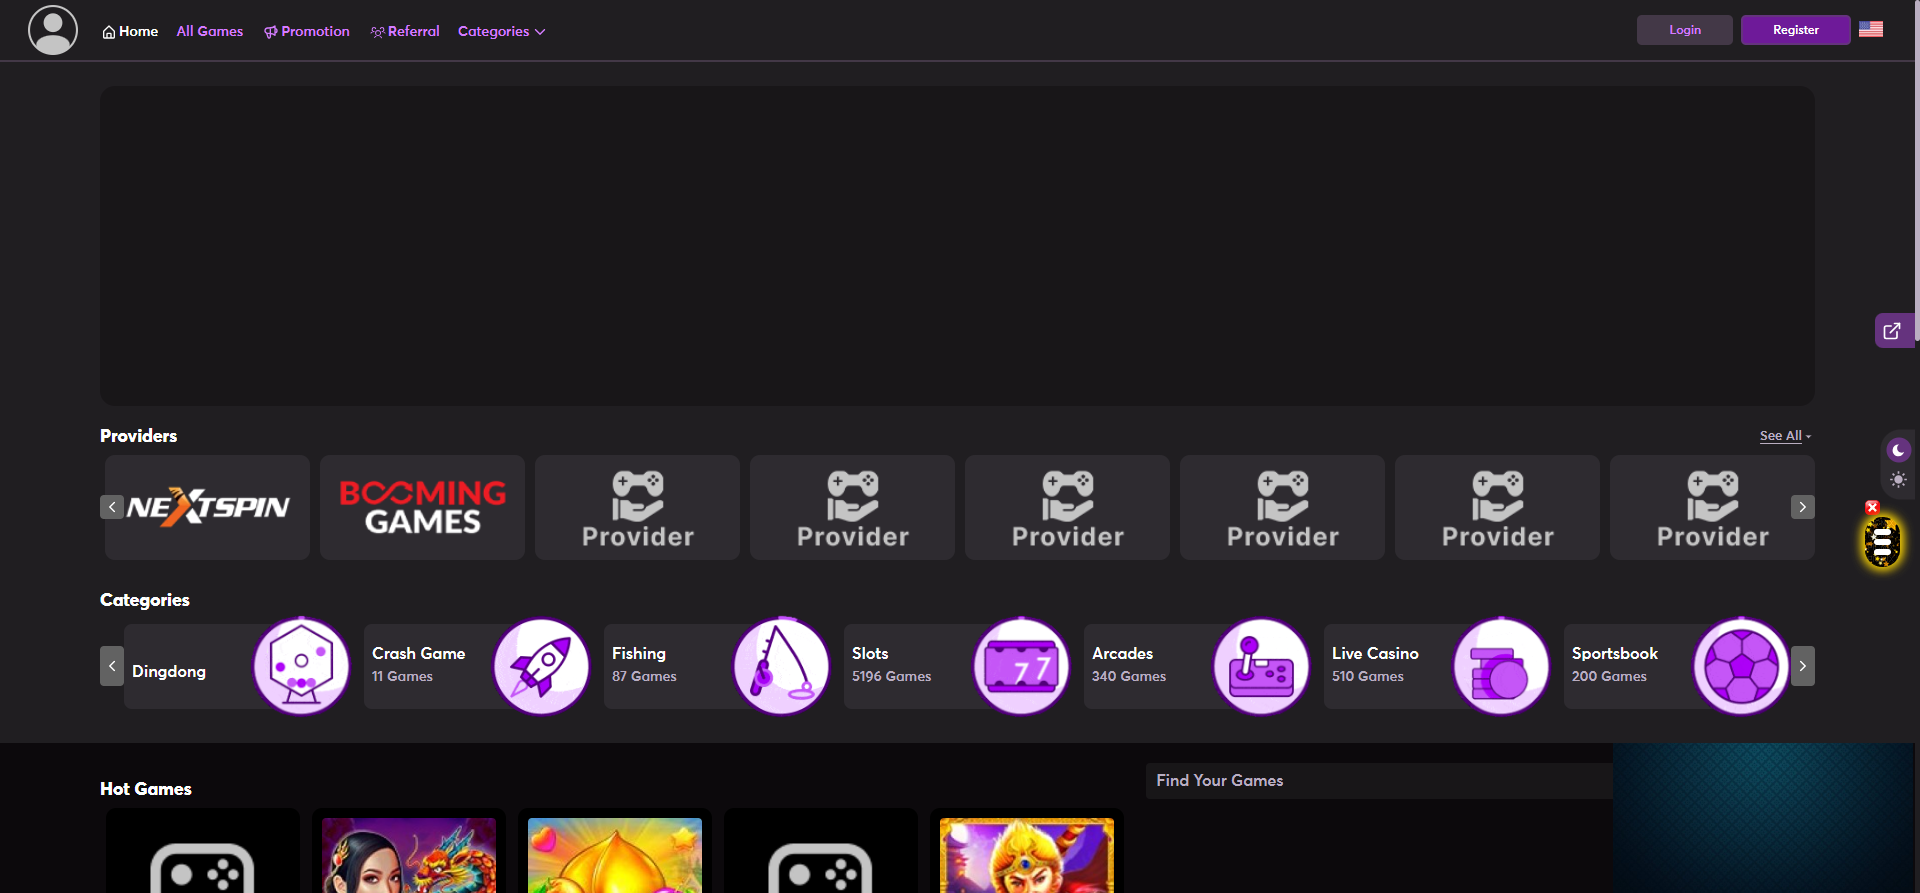 Home
All Games
Promotion
Referral
Categories
Login
Register
Providers
See All
NEXTSPIN
BOOMING
GAMES
Provider
Provider
Provider
Provider
Provider
Provider
Categories
Dingdong
Crash Game
11 Games
Fishing
87 Games
Slots
5196 Games
77
Arcades
340 Games
Live Casino
510 Games
Sportsbook
200 Games
Hot Games
Find Your Games